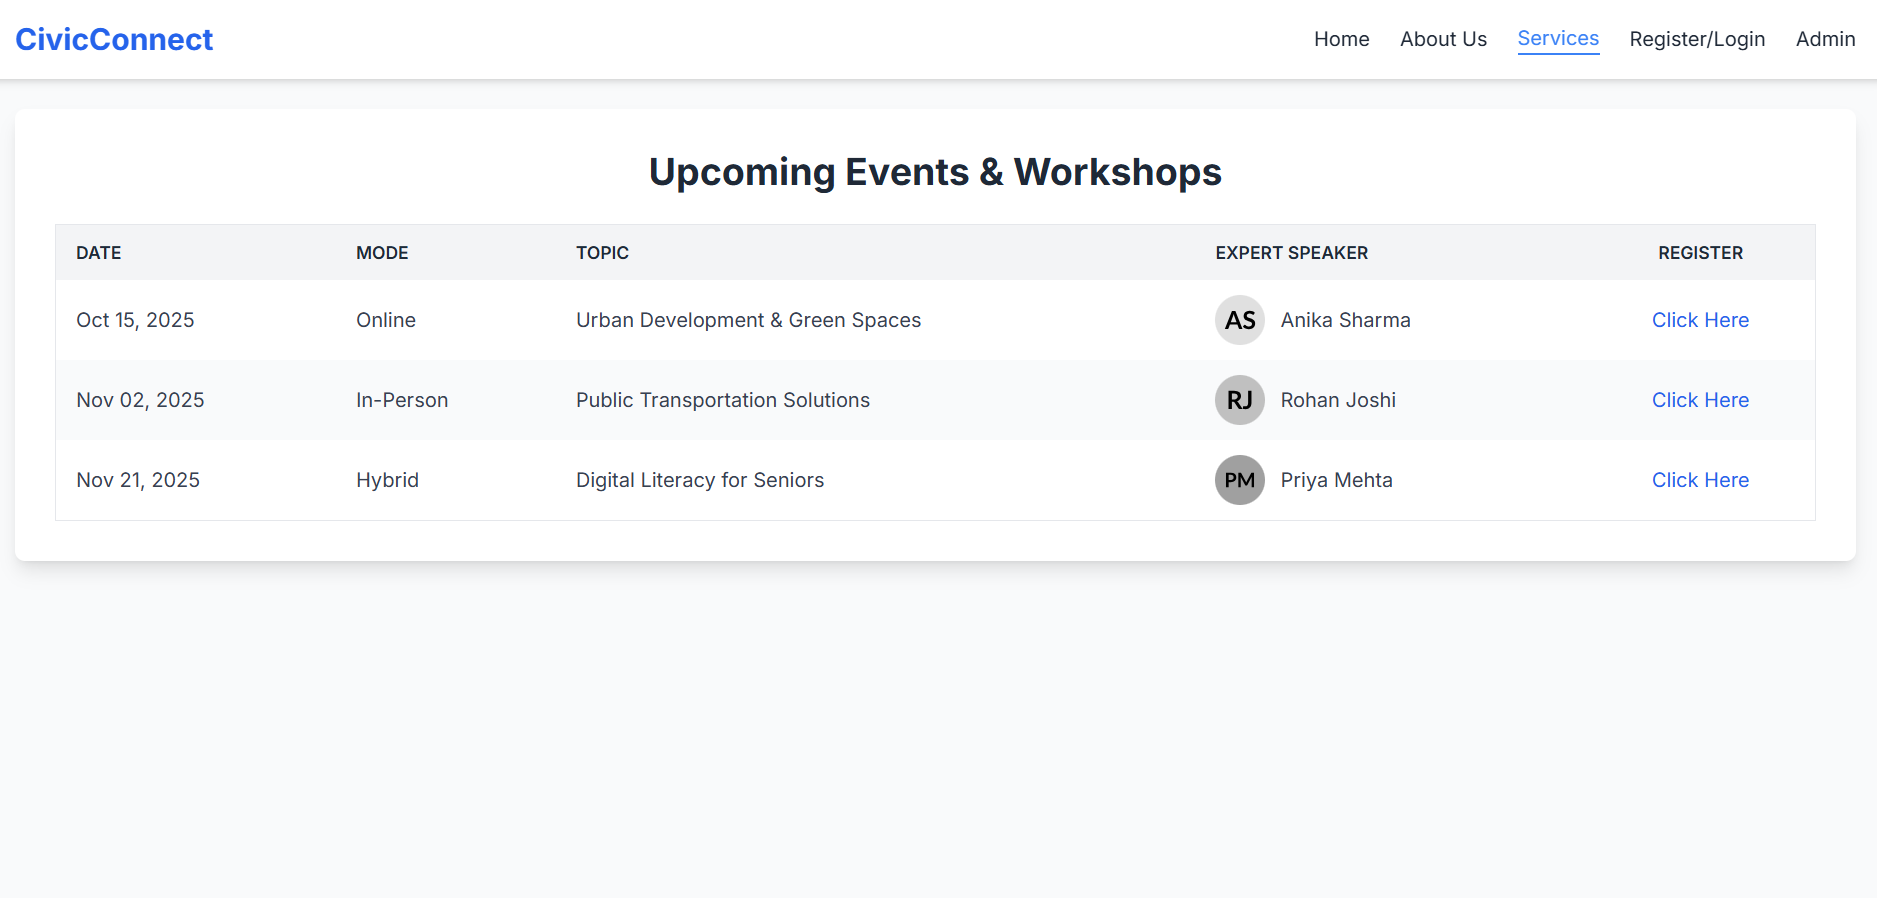 CivicConnect
Home About Us Services Register/Login Admin
Upcoming Events & Workshops
DATE MODE TOPIC EXPERT SPEAKER REGISTER
Oct 15, 2025 Online Urban Development & Green Spaces AS Anika Sharma Click Here
Nov 02, 2025 In-Person Public Transportation Solutions RJ Rohan Joshi Click Here
Nov 21, 2025 Hybrid Digital Literacy for Seniors PM Priya Mehta Click Here